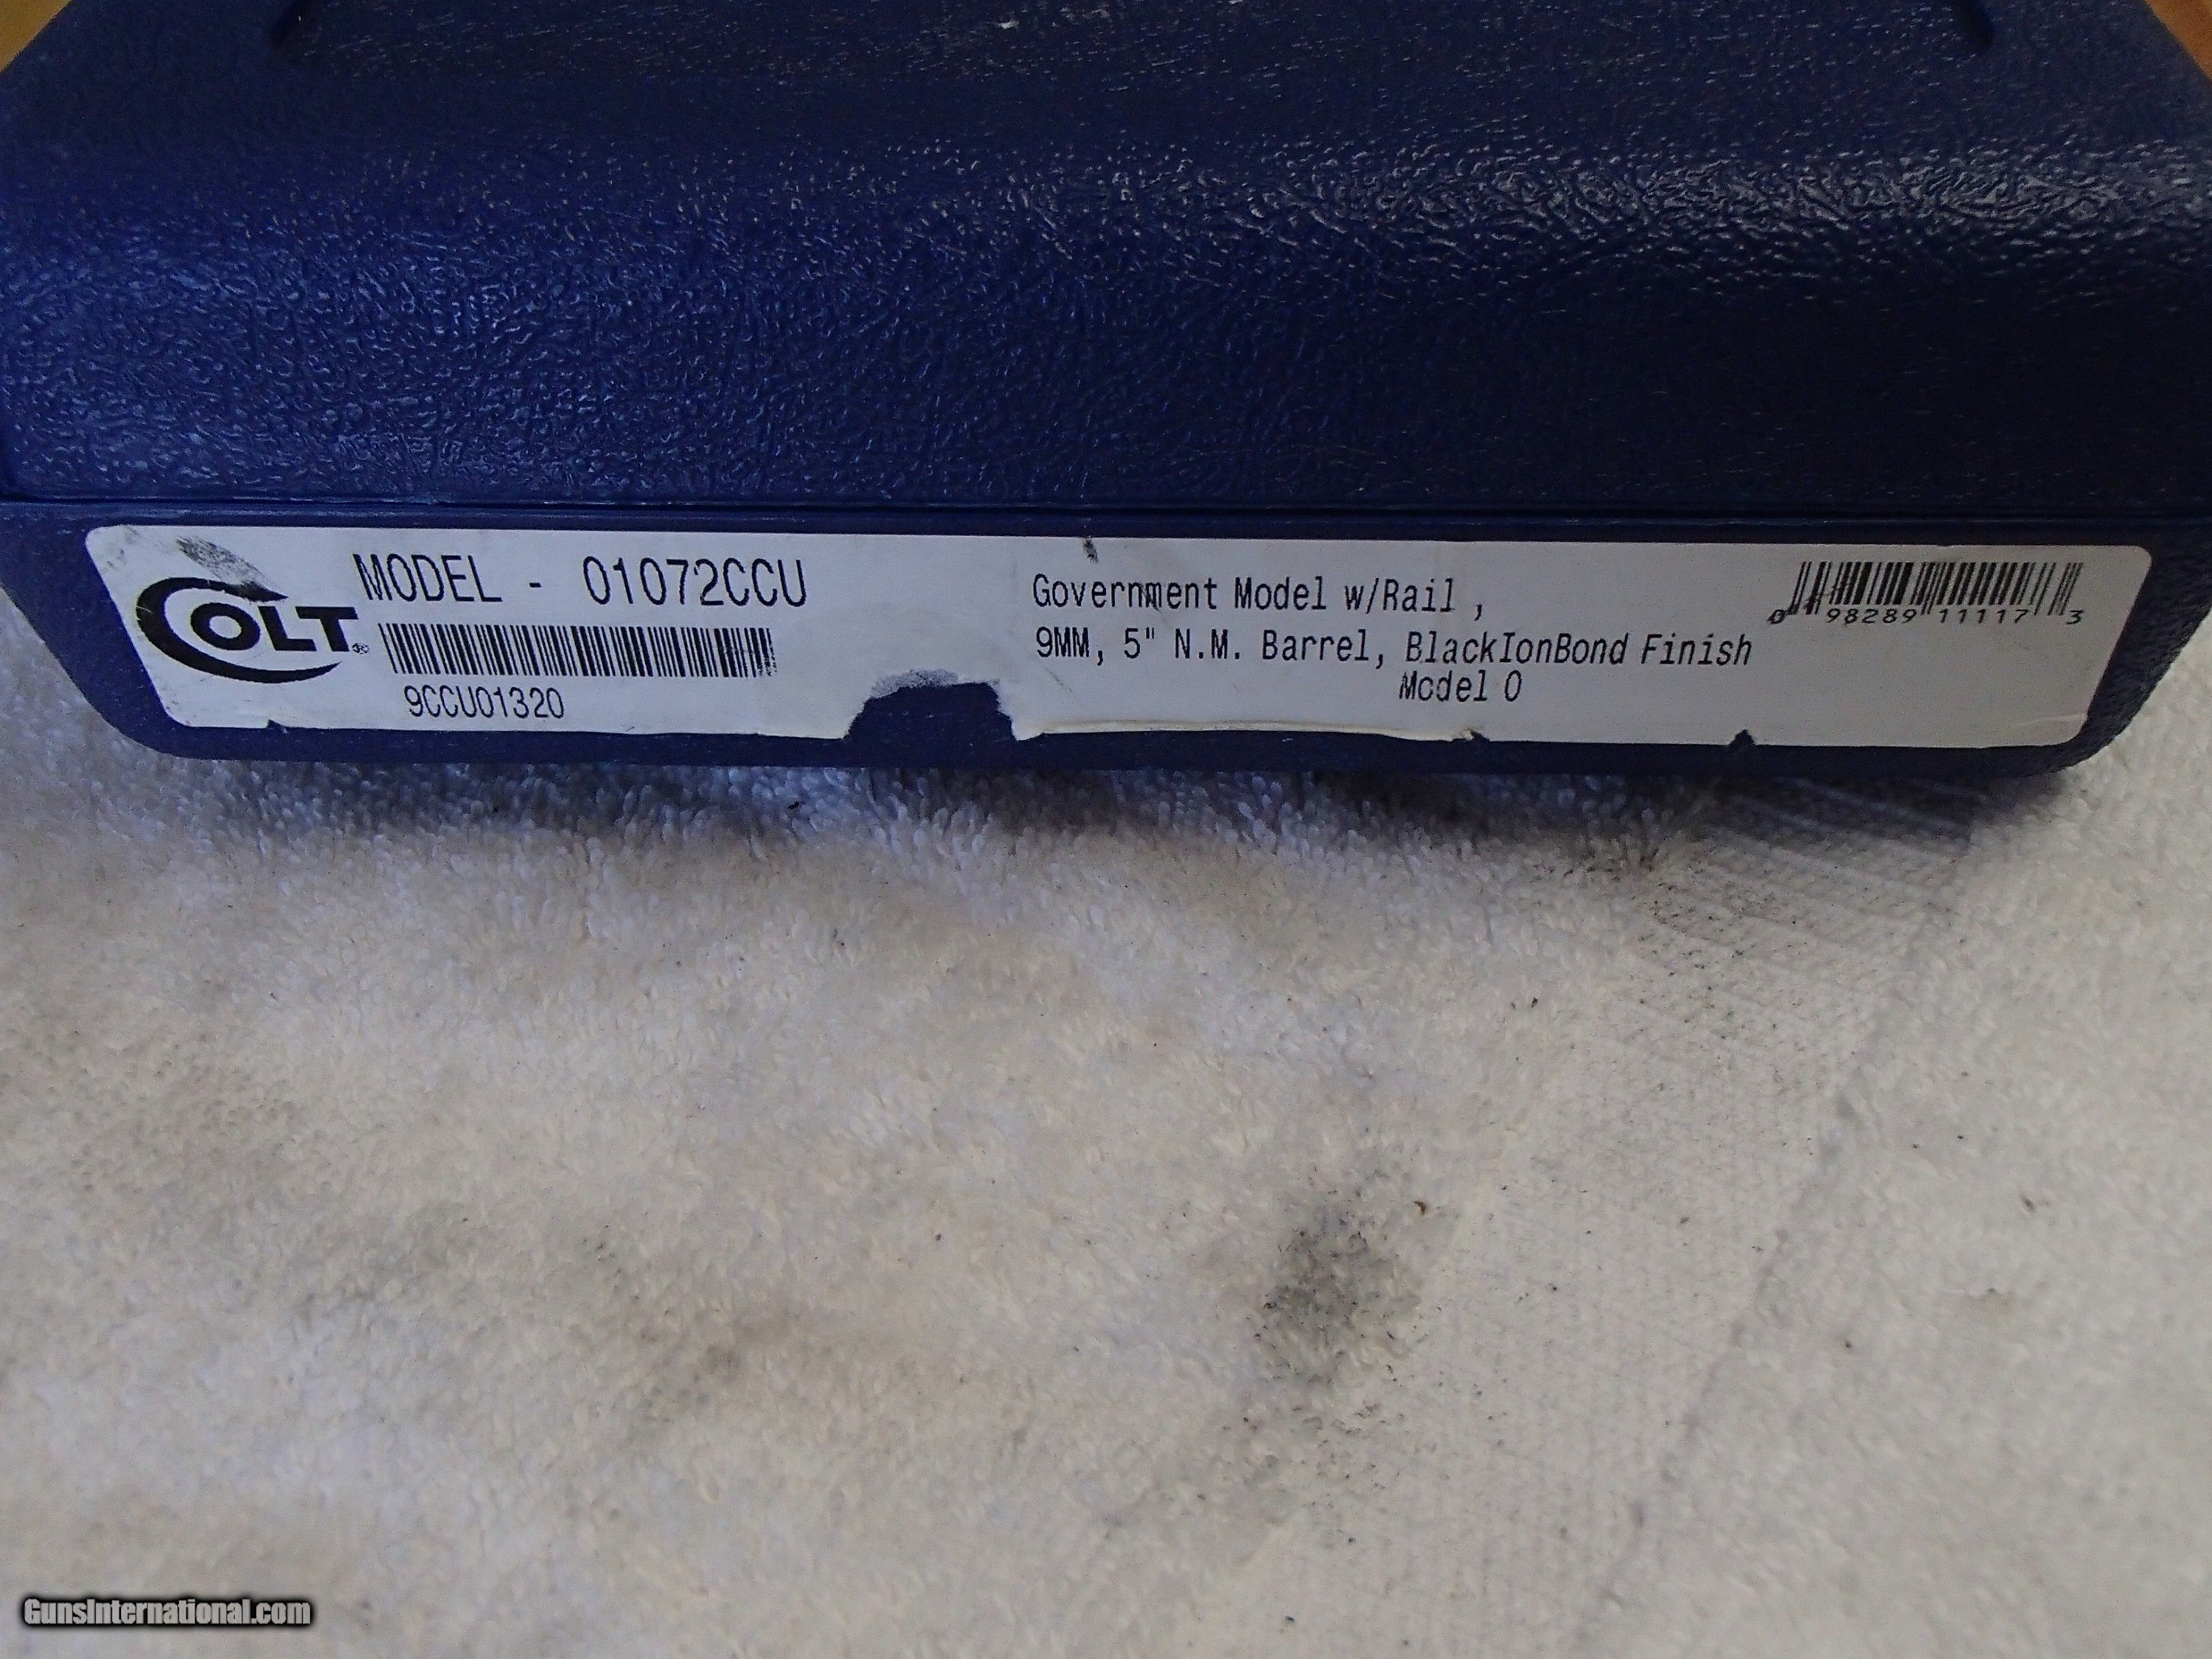 COLT®
MODEL - 01072CCU
9CCU01320
Government Model w/Rail ,
9MM, 5" N.M. Barrel, BlackIonBond Finish
Model O
0 98289 11117 3
GunsInternational.com